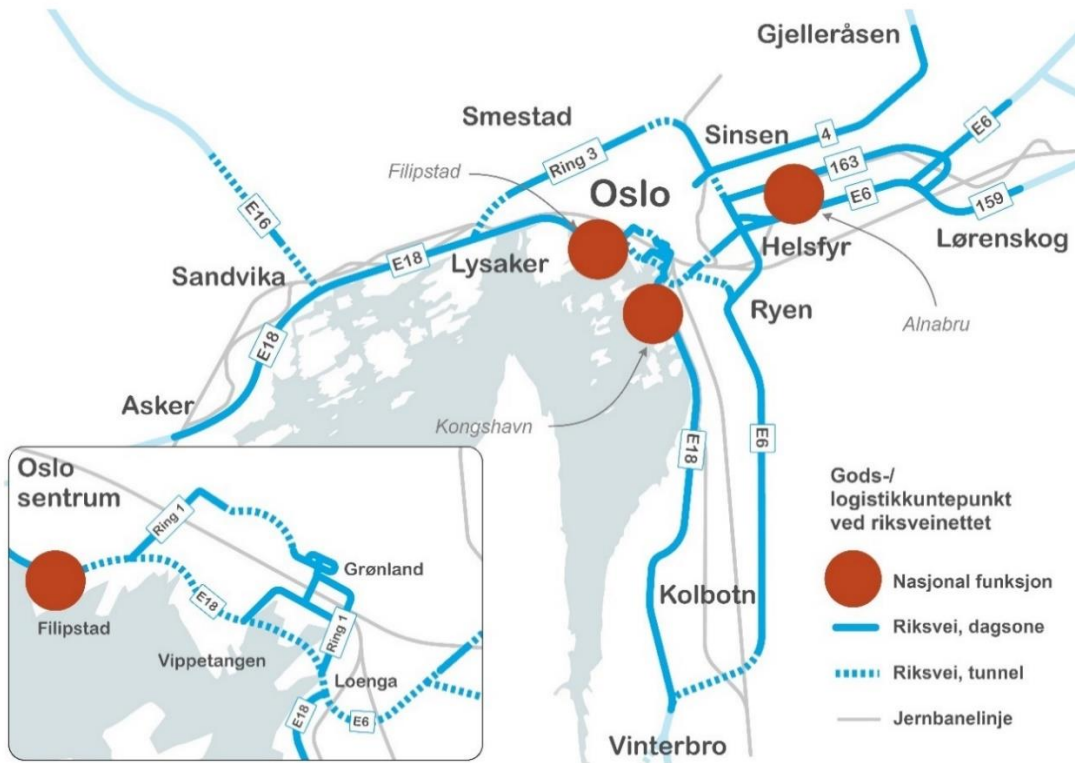 Gjelleråsen
Smestad
Sinsen
4
E6
Ring 3
163
Filipstad
Oslo
E6
159
E16
Helsfyr
Lørenskog
E18
Lysaker
Sandvika
Ryen
Alnabru
E18
Asker
Kongshavn
E18
E6
Kolbotn
Vinterbro
Oslo
sentrum
Ring 1
Grønland
E18
Filipstad
Ring 1
Vippetangen
Loenga
E18
E6
Gods-/
logistikkuntepunkt
ved riksveinettet
Nasjonal funksjon
Riksvei, dagsone
Riksvei, tunnel
Jernbanelinje